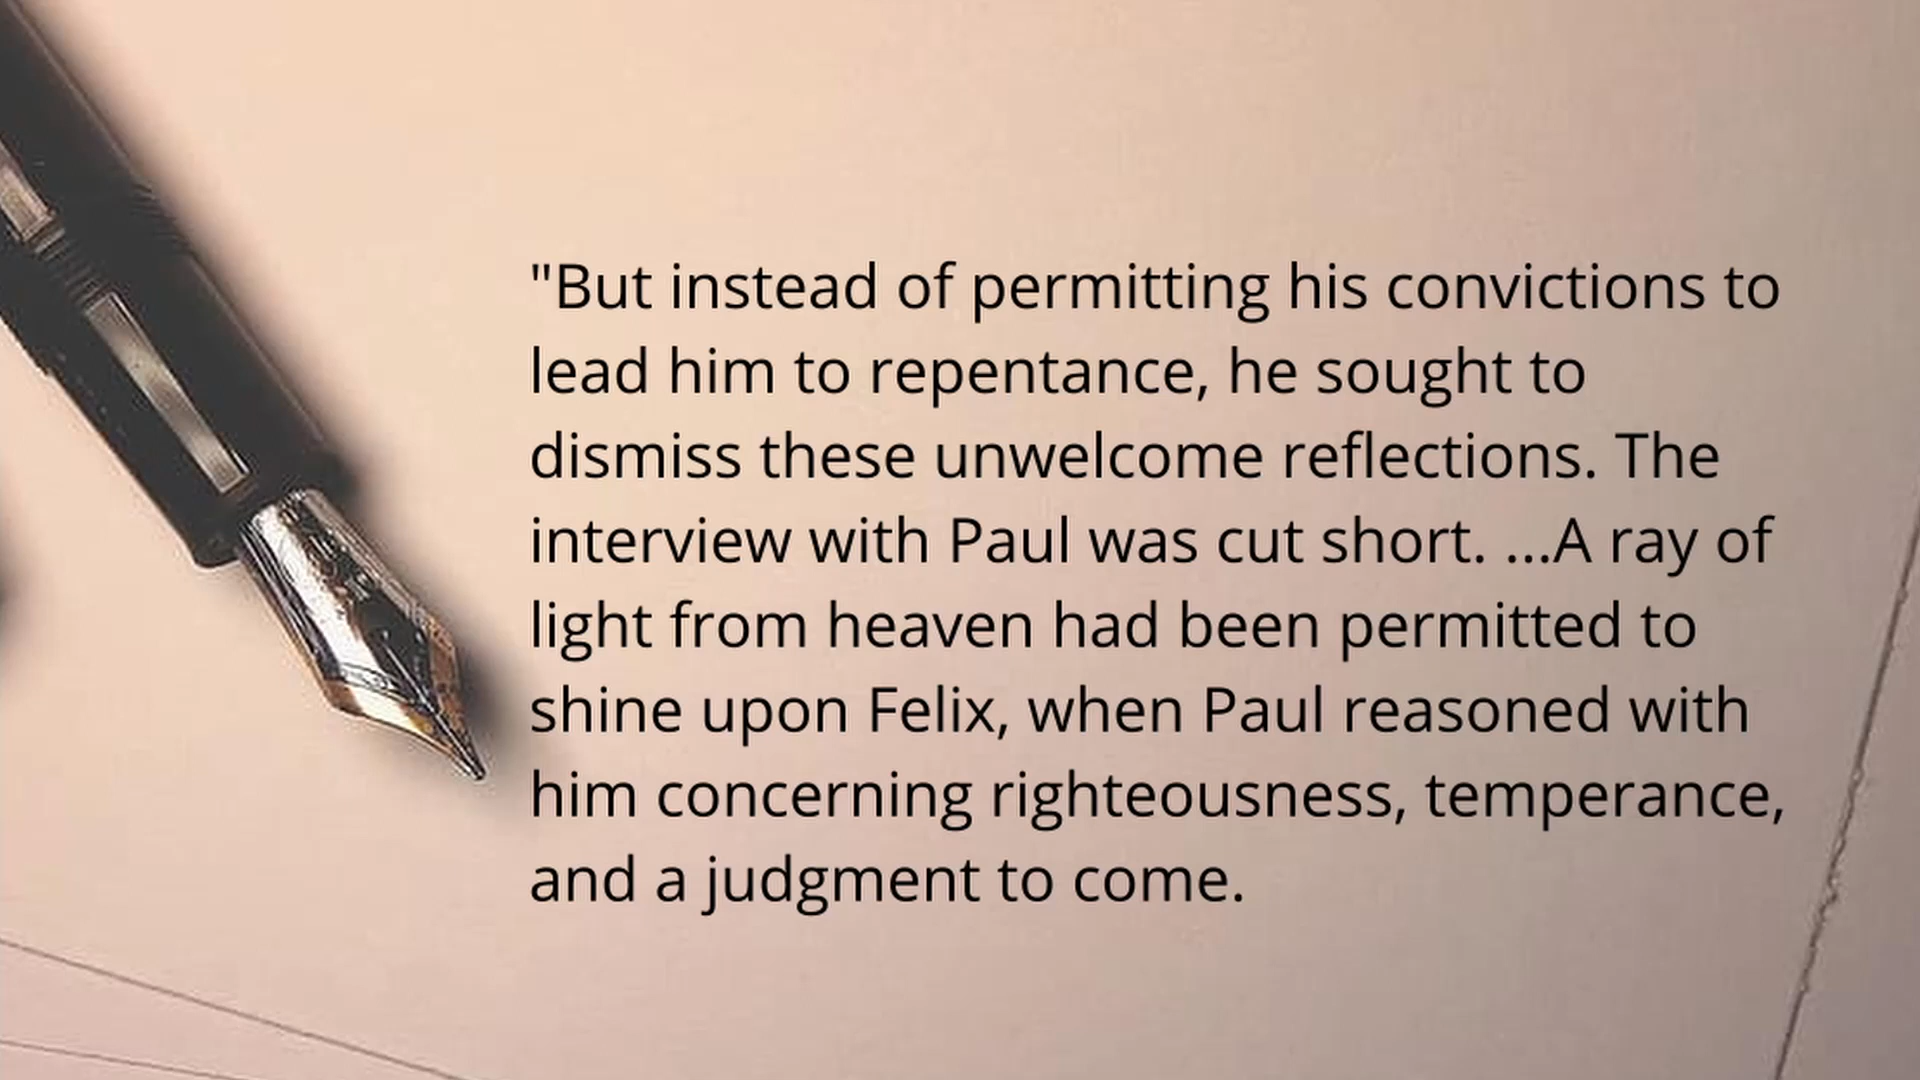 "But instead of permitting his convictions to
lead him to repentance, he sought to
dismiss these unwelcome reflections. The
interview with Paul was cut short. ...A ray of
light from heaven had been permitted to
shine upon Felix, when Paul reasoned with
him concerning righteousness, temperance,
and a judgment to come.